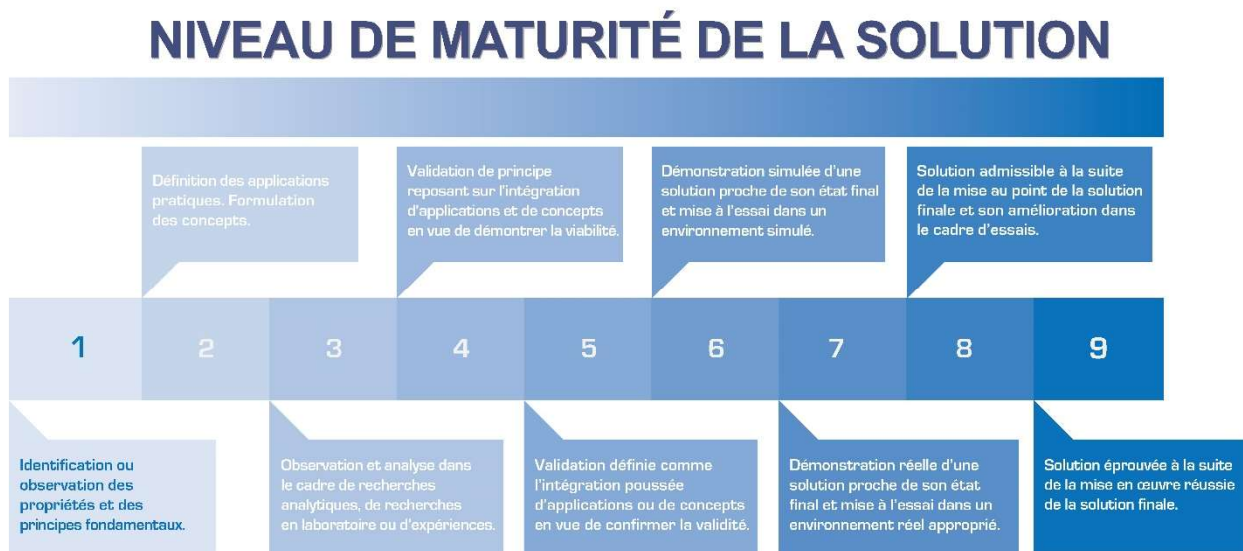 NIVEAU DE MATURITÉ DE LA SOLUTION
Définition des applications
pratiques. Formulation
des concepts.
Validation de principe
reposant sur l'intégration
d'applications et de concepts
en vue de démontrer la viabilité.
Démonstration simulée d'une
solution proche de son état final
et mise à l'essai dans un
environnement simulé.
Solution admissible à la suite
de la mise au point de la solution
finale et son amélioration dans
le cadre d'essais.
1 2 3 4 5 6 7 8 9
Identification ou
observation des
propriétés et des
principes fondamentaux.
Observation et analyse dans
le cadre de recherches
analytiques, de recherches
en laboratoire ou d'expériences.
Validation définie comme
l'intégration poussée
d'applications ou de concepts
en vue de confirmer la validité.
Démonstration réelle d'une
solution proche de son état
final et mise à l'essai dans un
environnement réel approprié.
Solution éprouvée à la suite
de la mise en œuvre réussie
de la solution finale.